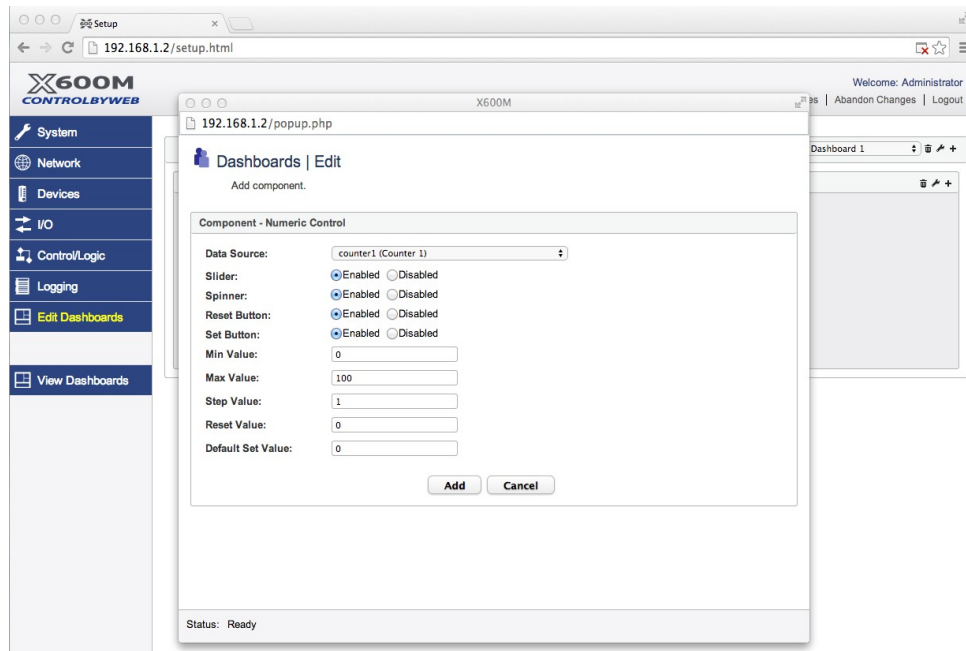 Setup
192.168.1.2/setup.html
X600M
CONTROLBYWEB
Welcome: Administrator
es | Abandon Changes | Logout
System
Network
Devices
I/O
Control/Logic
Logging
Edit Dashboards
View Dashboards
Dashboard 1
X600M
192.168.1.2/popup.php
Dashboards | Edit
Add component.
Component - Numeric Control
Data Source: counter1 (Counter 1)
Slider: Enabled Disabled
Spinner: Enabled Disabled
Reset Button: Enabled Disabled
Set Button: Enabled Disabled
Min Value: 0
Max Value: 100
Step Value: 1
Reset Value: 0
Default Set Value: 0
Add Cancel
Status: Ready